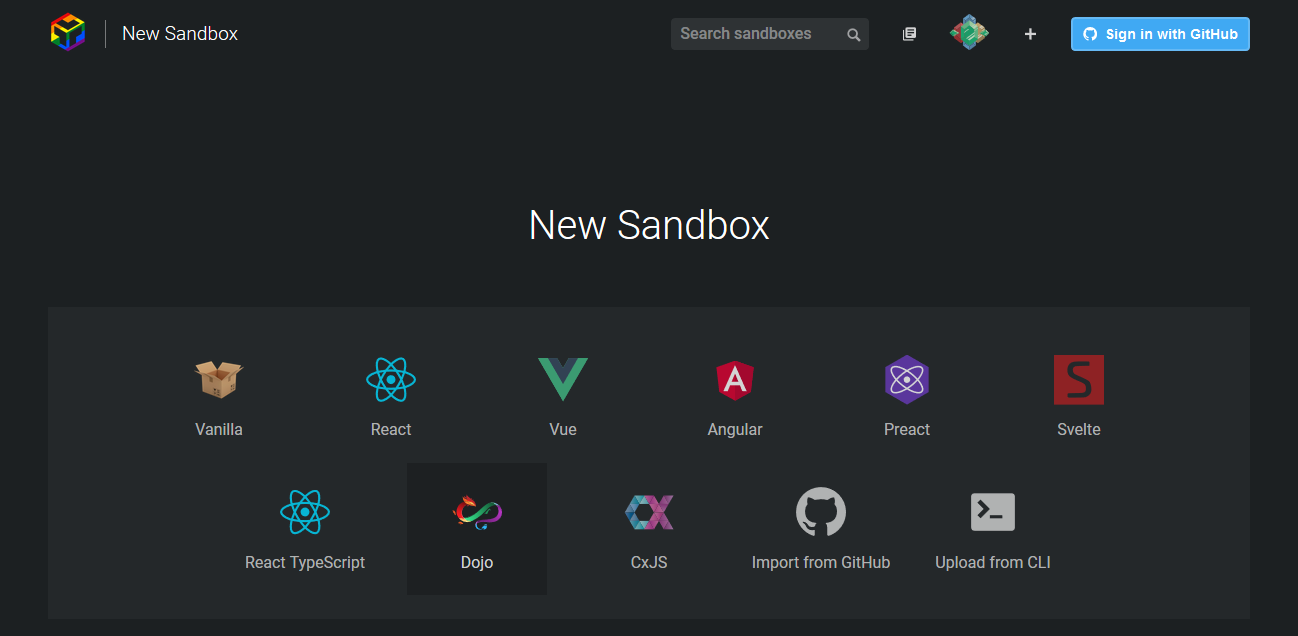 New Sandbox
Search sandboxes
Sign in with GitHub
New Sandbox
Vanilla
React
Vue
Angular
Preact
Svelte
React TypeScript
Dojo
CxJS
Import from GitHub
Upload from CLI